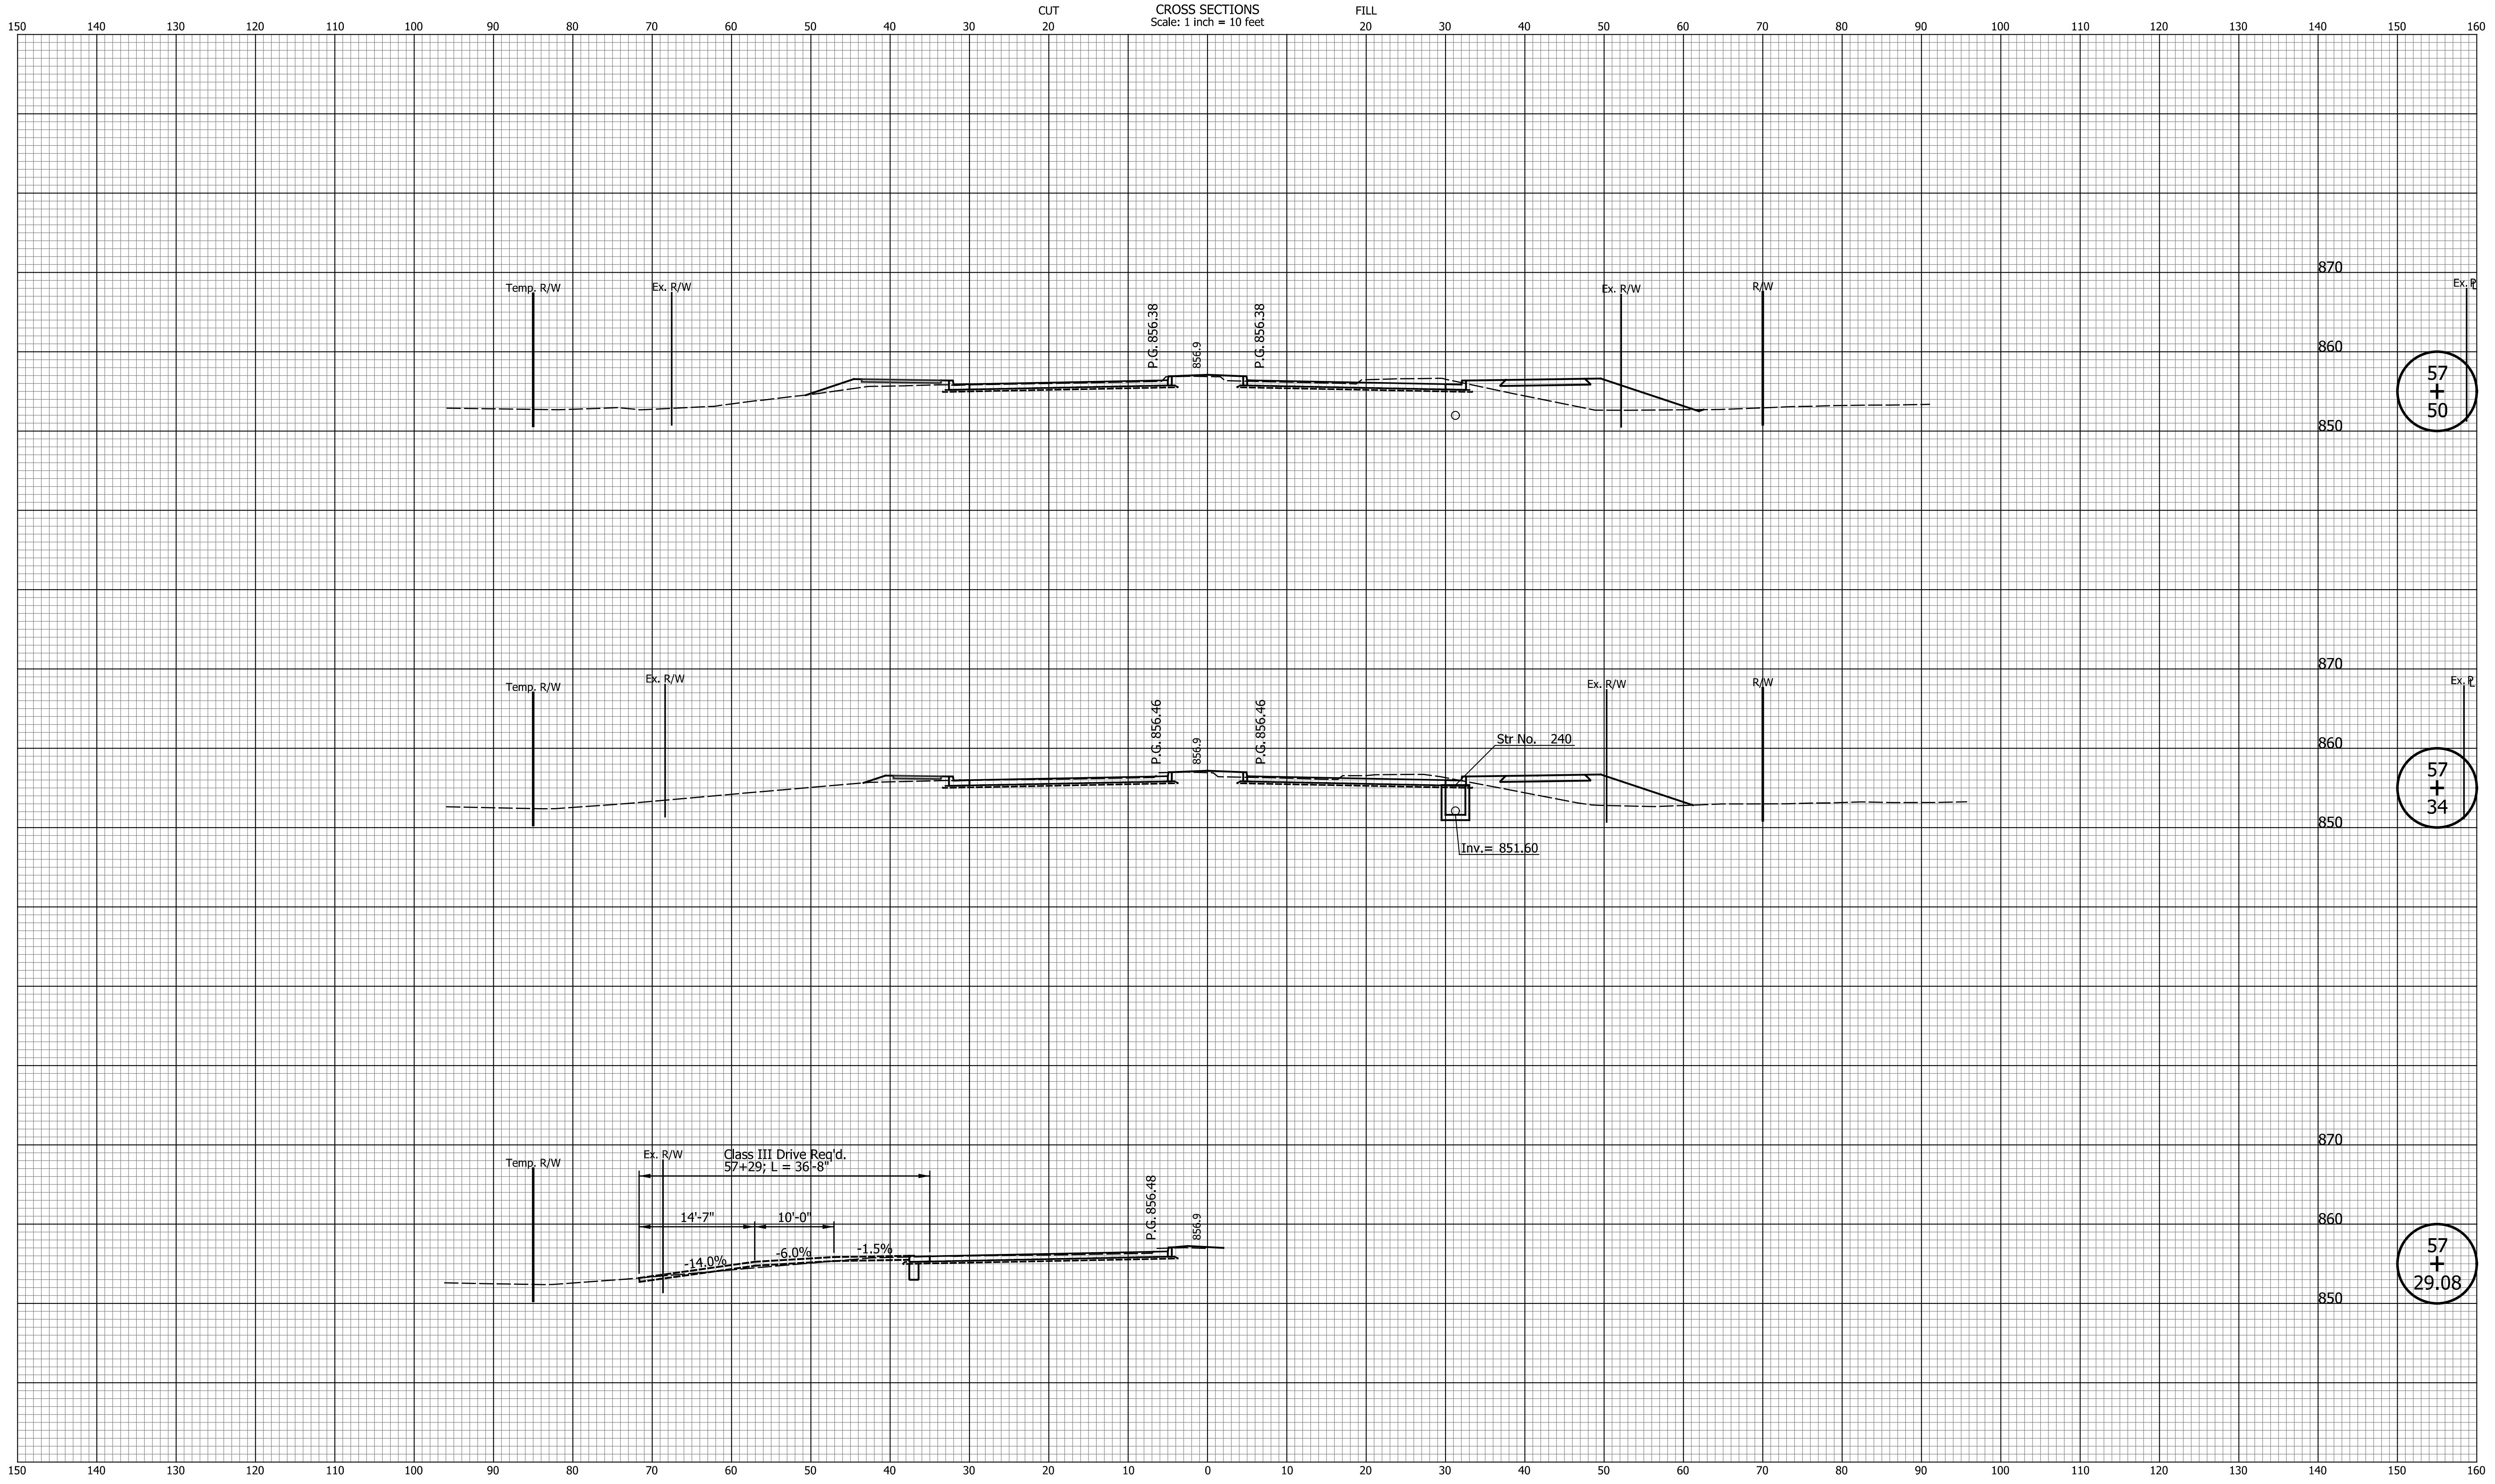 CUT CROSS SECTIONS FILL
Scale: 1 inch = 10 feet
150 140 130 120 110 100 90 80 70 60 50 40 30 20 10 0 10 20 30 40 50 60 70 80 90 100 110 120 130 140 150 160
870
Temp. R/W Ex. R/W Ex. R/W R/W Ex. PL
P.G. 856.38
856.9
P.G. 856.38
860
57
+
50
850
870
Temp. R/W Ex. R/W Ex. R/W R/W Ex. PL
P.G. 856.46
856.9
P.G. 856.46
Str No. 240
860
57
+
34
850
Inv.= 851.60
870
Temp. R/W Ex. R/W Class III Drive Req'd.
57+29; L = 36'-8"
P.G. 856.48
856.9
14'-7" 10'-0"
860
-14.0% -6.0% -1.5%
57
+
29.08
850
150 140 130 120 110 100 90 80 70 60 50 40 30 20 10 0 10 20 30 40 50 60 70 80 90 100 110 120 130 140 150 160